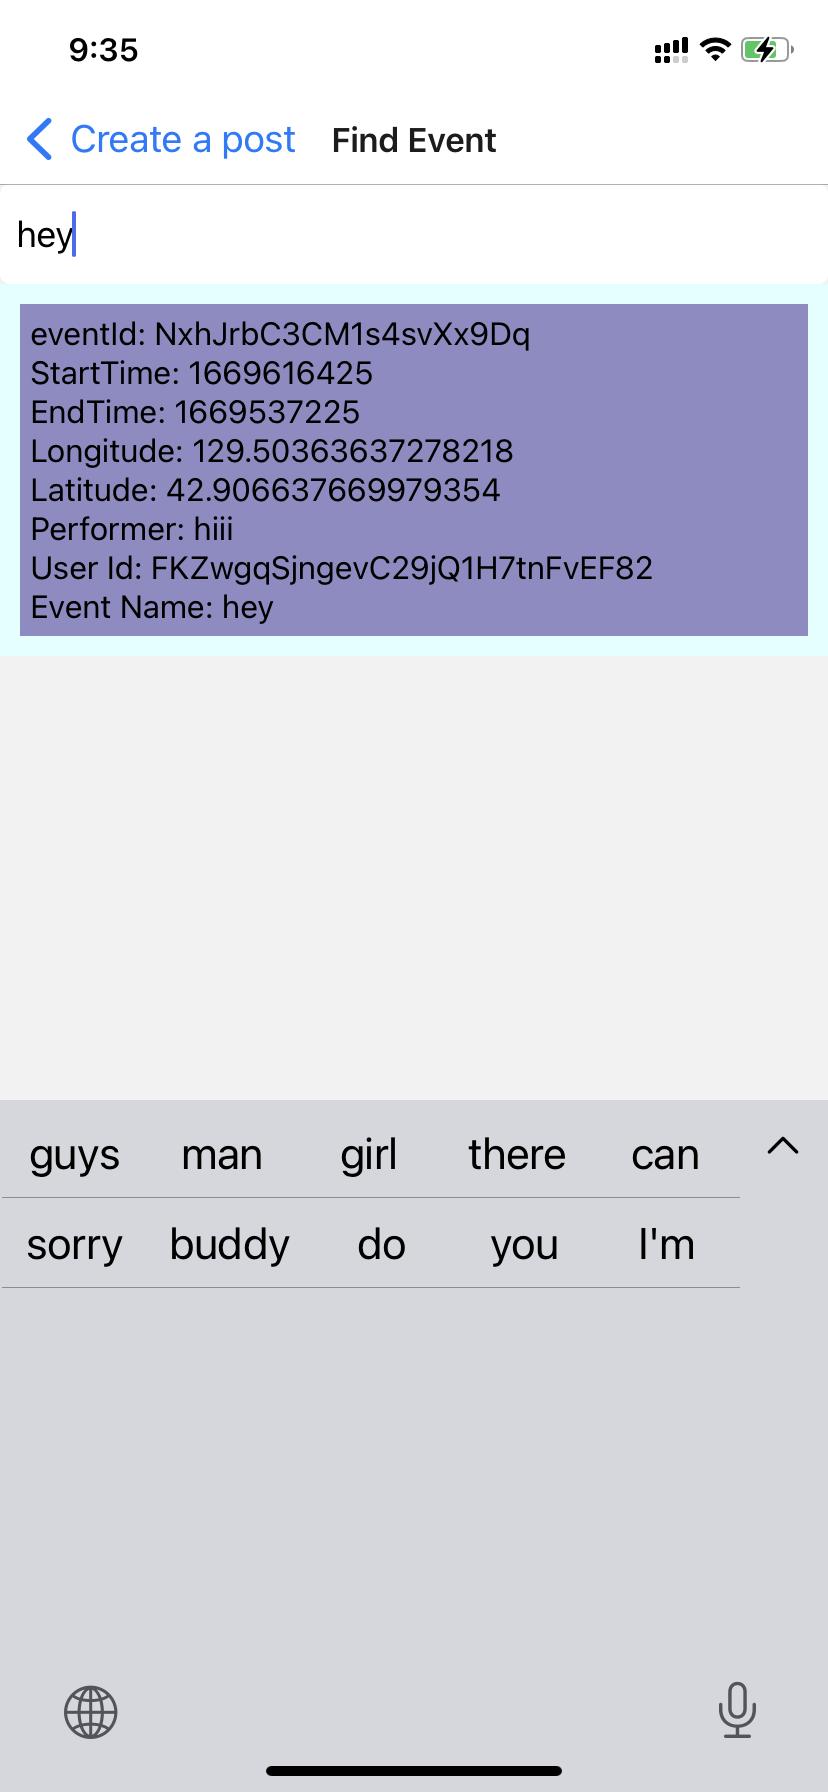 9:35
Create a post Find Event
hey
eventId: NxhJrbC3CM1s4svXx9Dq
StartTime: 1669616425
EndTime: 1669537225
Longitude: 129.50363637278218
Latitude: 42.906637669979354
Performer: hiii
User Id: FKZwgqSjngevC29jQ1H7tnFvEF82
Event Name: hey
guys man girl there can
sorry buddy do you I'm